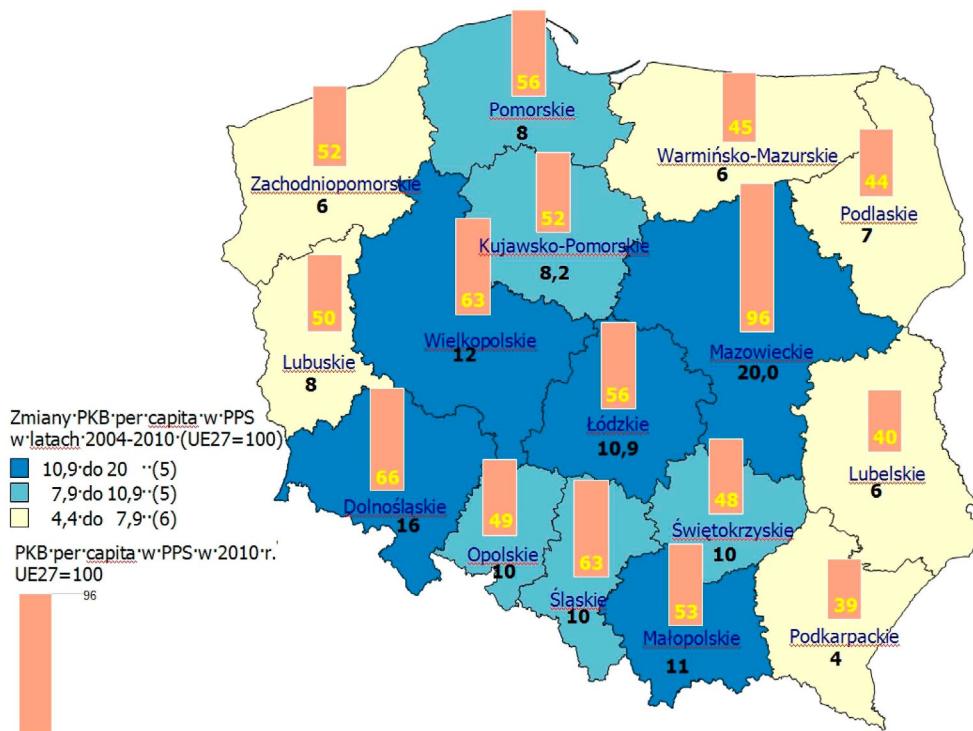 56
Pomorskie
8
52
Zachodniopomorskie
6
45
Warmińsko-Mazurskie
6
44
Podlaskie
7
52
Kujawsko-Pomorskie
8,2
50
Lubuskie
8
63
Wielkopolskie
12
96
Mazowieckie
20,0
56
Łódzkie
10,9
66
Dolnośląskie
16
40
Lubelskie
6
49
Opolskie
10
63
Śląskie
10
48
Świętokrzyskie
10
53
Małopolskie
11
39
Podkarpackie
4
Zmiany·PKB·per·capita·w·PPS
w·latach·2004-2010·(UE27=100)
10,9·do·20 ··(5)
7,9·do·10,9··(5)
4,4·do· 7,9··(6)
PKB·per·capita·w·PPS·w·2010·r.
UE27=100
96